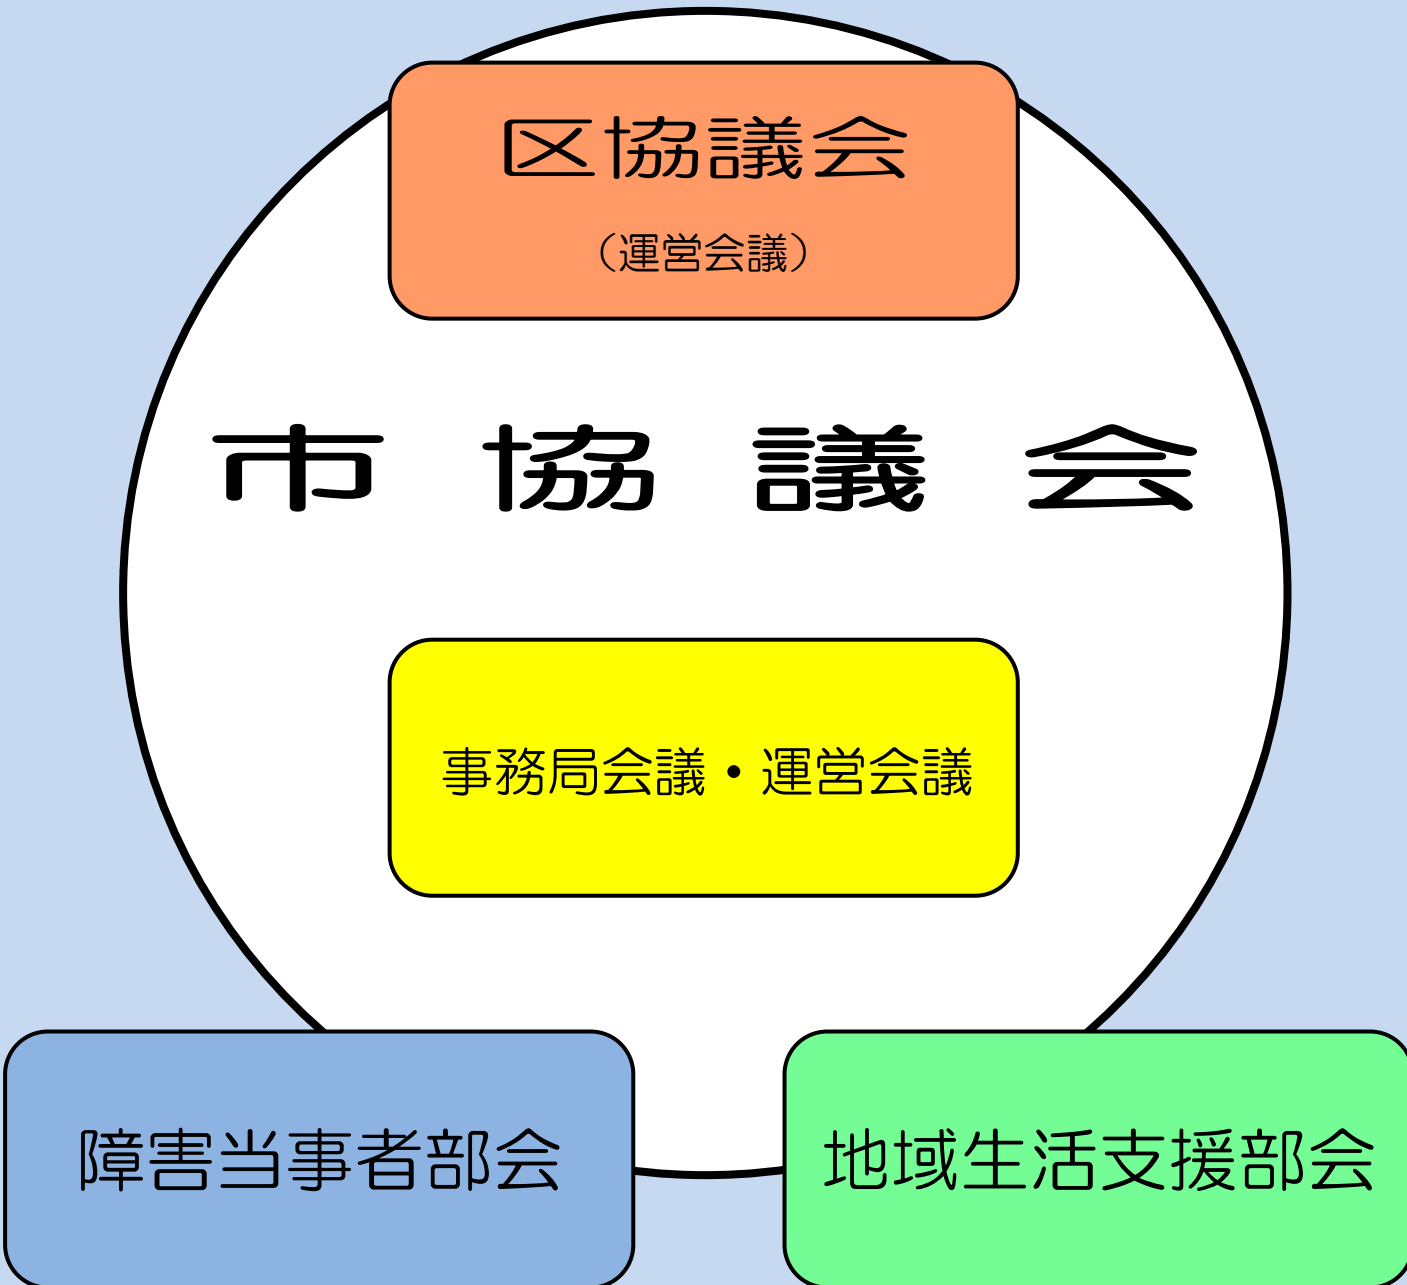 区協議会
（運営会議）
市協議会
事務局会議・運営会議
障害当事者部会
地域生活支援部会